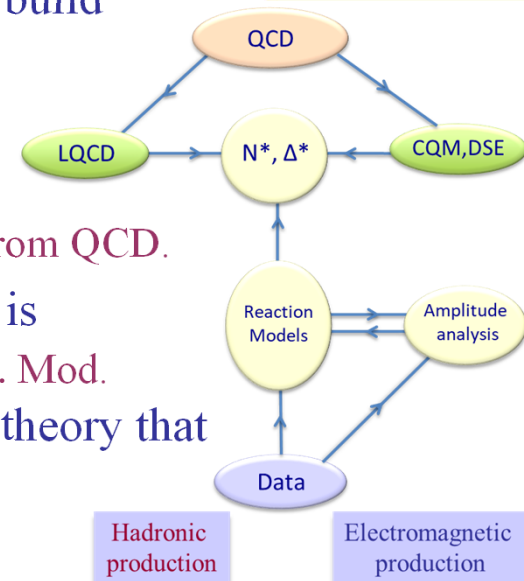 QCD
LQCD
N*, Δ*
CQM,DSE
rom QCD.
is
Reaction
Models
Amplitude
analysis
. Mod.
theory that
Data
Hadronic
production
Electromagnetic
production